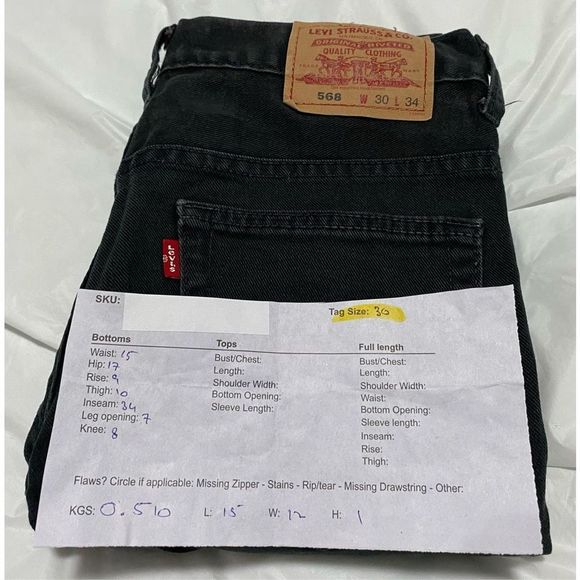 LEVI STRAUSS & CO.
ORIGINAL RIVETED
QUALITY CLOTHING
568 W 30 L 34
LEVI'S
SKU:
Tag Size: 30
Bottoms
Waist: 15
Hip: 17
Rise: 9
Thigh: 10
Inseam: 34
Leg opening: 7
Knee: 8
Tops
Bust/Chest:
Length:
Shoulder Width:
Bottom Opening:
Sleeve Length:
Full length
Bust/Chest:
Length:
Shoulder Width:
Waist:
Bottom Opening:
Sleeve length:
Inseam:
Rise:
Thigh:
Flaws? Circle if applicable: Missing Zipper - Stains - Rip/tear - Missing Drawstring - Other:
KGS: 0.510 L: 15 W: 12 H: 1